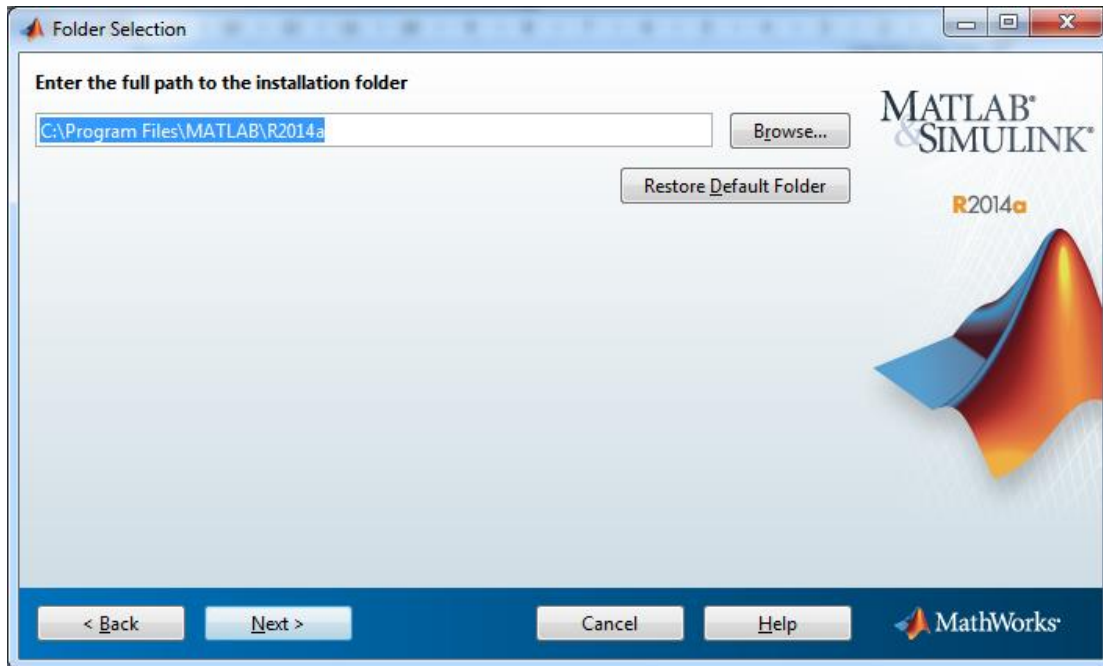 Folder Selection
Enter the full path to the installation folder
C:\Program Files\MATLAB\R2014a
Browse...
Restore Default Folder
MATLAB®
&SIMULINK®
R2014a
< Back
Next >
Cancel
Help
MathWorks®